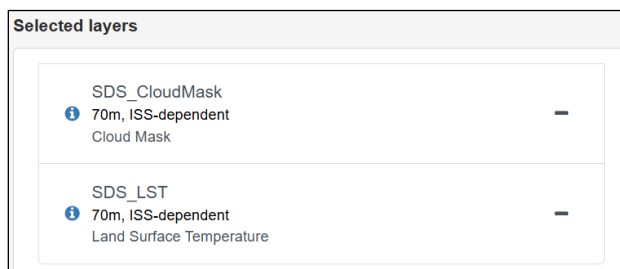 Selected layers
SDS_CloudMask
70m, ISS-dependent
Cloud Mask
SDS_LST
70m, ISS-dependent
Land Surface Temperature